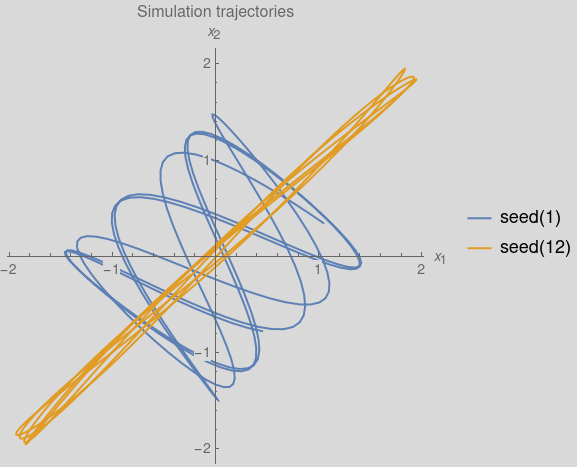 Simulation trajectories
x2
2
1
-2
-1
1
2
x1
-1
-2
seed(1)
seed(12)